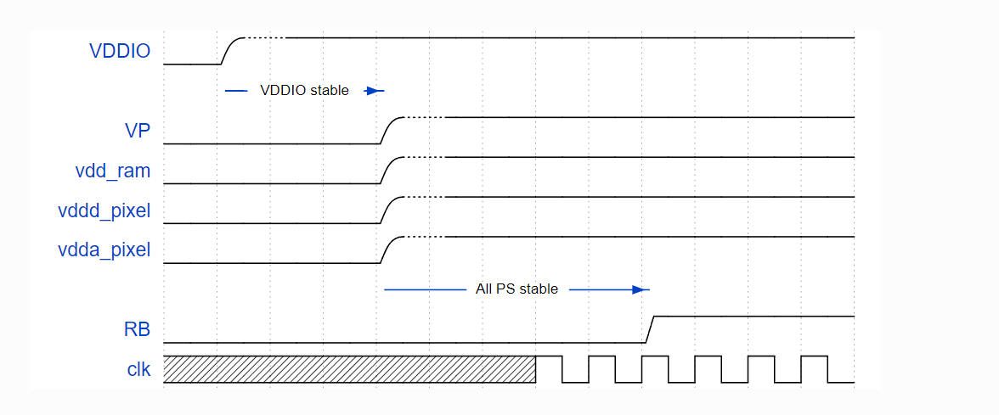 VDDIO
VDDIO stable
VP
vdd_ram
vddd_pixel
vdda_pixel
All PS stable
RB
clk